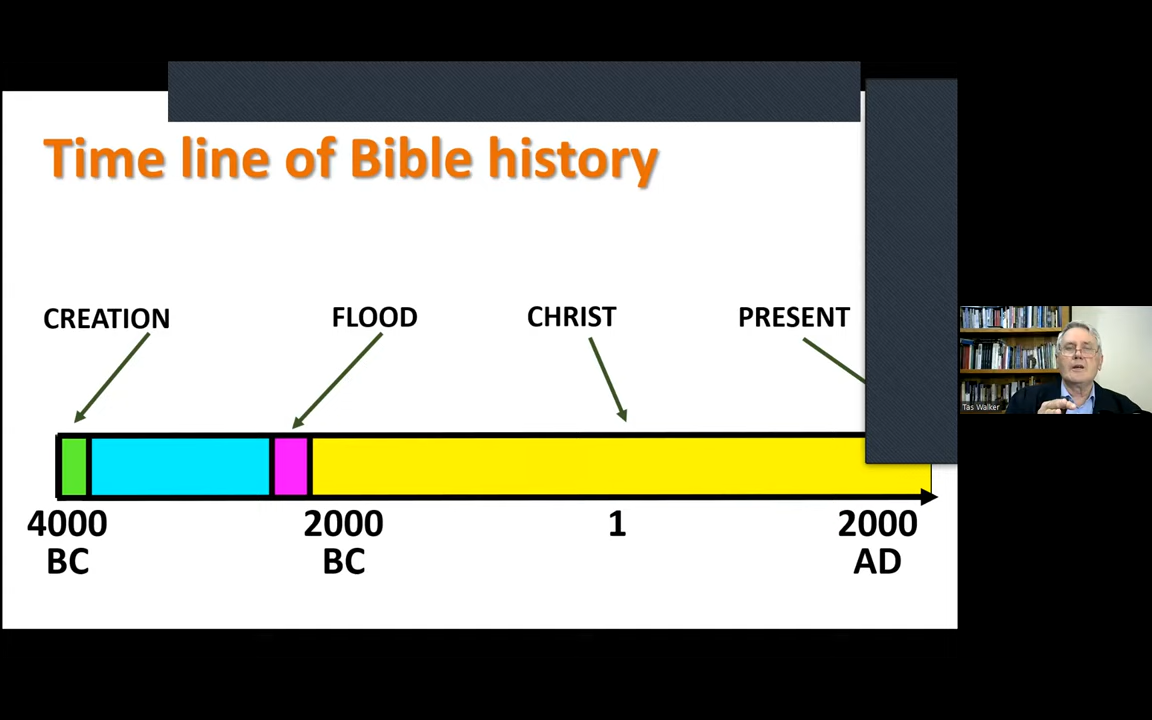 Time line of Bible history
CREATION FLOOD CHRIST PRESENT
4000 2000 1 2000
BC BC AD
Tas Walker